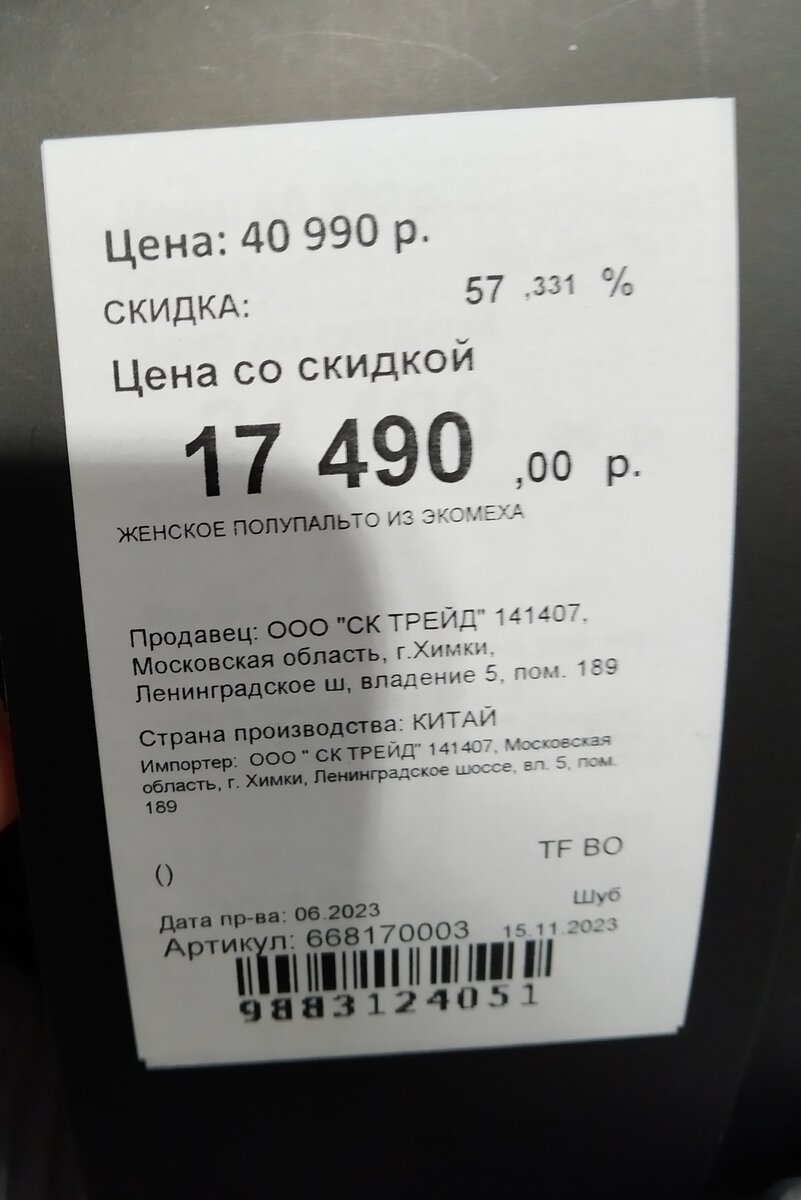 Цена: 40 990 р.
СКИДКА: 57 ,331 %
Цена со скидкой
17 490 ,00 р.
ЖЕНСКОЕ ПОЛУПАЛЬТО ИЗ ЭКОМЕХА
Продавец: ООО "СК ТРЕЙД" 141407,
Московская область, г.Химки,
Ленинградское ш, владение 5, пом. 189
Страна производства: КИТАЙ
Импортер: ООО " СК ТРЕЙД" 141407, Московская
область, г. Химки, Ленинградское шоссе, вл. 5, пом.
189
() TF BO
Шуб
Дата пр-ва: 06.2023
Артикул: 668170003 15.11.2023
9883124051